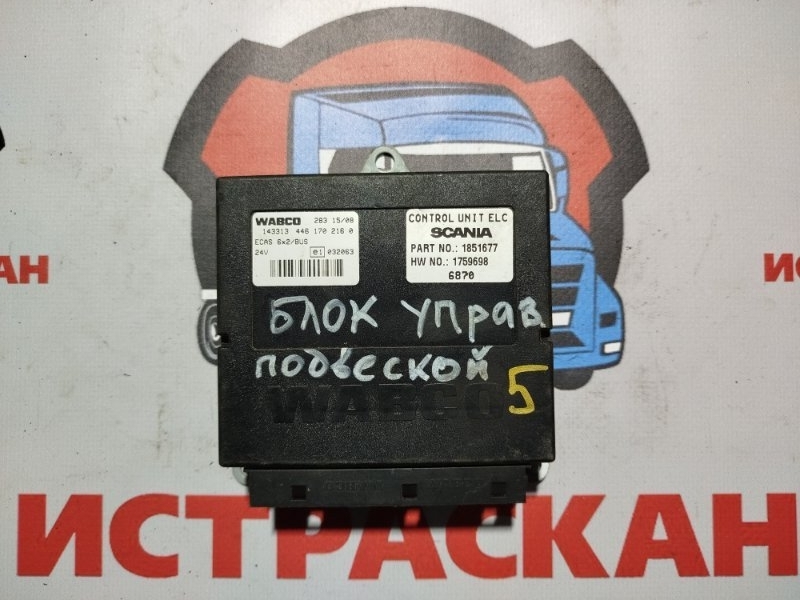 WABCO 283 15/08
143313 446 170 216 0
ECAS 6x2/BUS
24V e1 032063
CONTROL UNIT ELC
SCANIA
PART NO.: 1851677
HW NO.: 1759698
6870
БЛОК УПРАВ
ПОДВЕСКОЙ
WABCO 5
ИСТРАСКАН